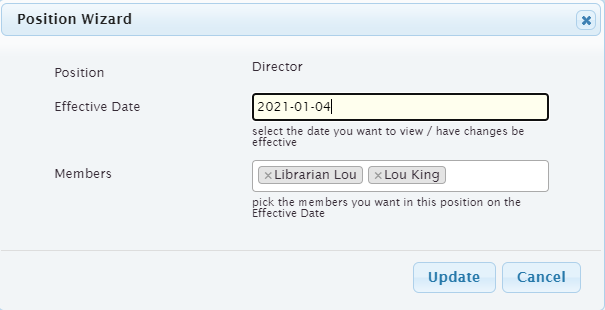 Position Wizard
Position Director
Effective Date 2021-01-04
select the date you want to view / have changes be
effective
Members ×Librarian Lou ×Lou King
pick the members you want in this position on the
Effective Date
Update Cancel